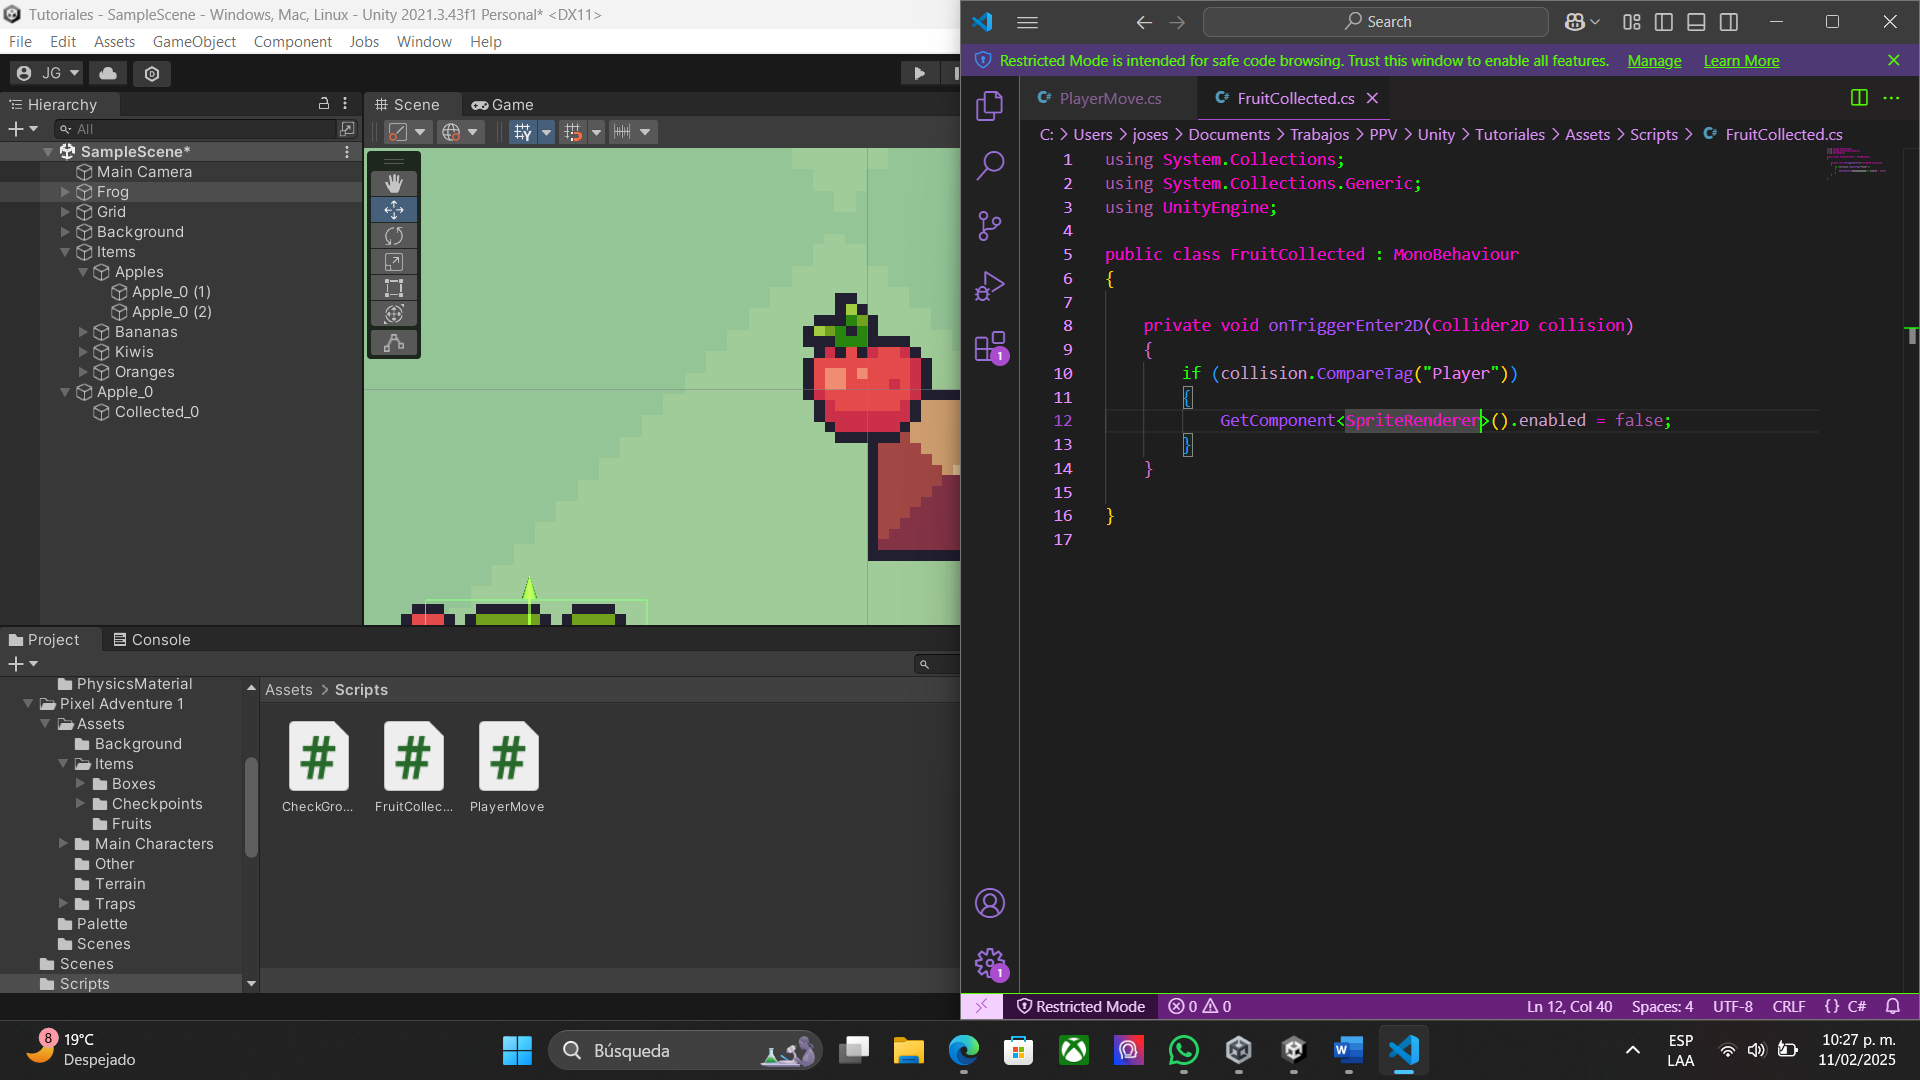 Tutoriales - SampleScene - Windows, Mac, Linux - Unity 2021.3.43f1 Personal* <DX11>
File Edit Assets GameObject Component Jobs Window Help
JG
Hierarchy
All
SampleScene*
Main Camera
Frog
Grid
Background
Items
Apples
Apple_0 (1)
Apple_0 (2)
Bananas
Kiwis
Oranges
Apple_0
Collected_0
Scene Game
Project Console
PhysicsMaterial
Pixel Adventure 1
Assets
Background
Items
Boxes
Checkpoints
Fruits
Main Characters
Other
Terrain
Traps
Palette
Scenes
Scenes
Scripts
Assets > Scripts
CheckGro... FruitCollec... PlayerMove
Search
Restricted Mode is intended for safe code browsing. Trust this window to enable all features. Manage Learn More
PlayerMove.cs FruitCollected.cs
C: > Users > joses > Documents > Trabajos > PPV > Unity > Tutoriales > Assets > Scripts > FruitCollected.cs
1 using System.Collections;
2 using System.Collections.Generic;
3 using UnityEngine;
4
5 public class FruitCollected : MonoBehaviour
6 {
7
8 private void onTriggerEnter2D(Collider2D collision)
9 {
10 if (collision.CompareTag("Player"))
11 {
12 GetComponent<SpriteRenderer>().enabled = false;
13 }
14 }
15
16 }
17
1
1
Restricted Mode 0 0 Ln 12, Col 40 Spaces: 4 UTF-8 CRLF {} C#
8
19°C
Despejado
Búsqueda
ESP
LAA
10:27 p. m.
11/02/2025